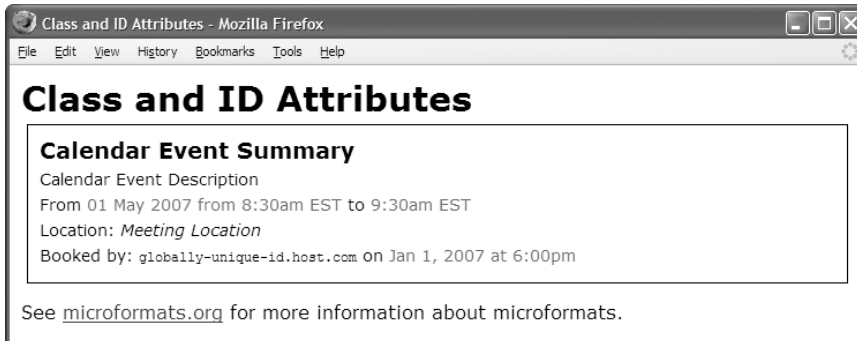 Class and ID Attributes - Mozilla Firefox
File Edit View History Bookmarks Tools Help
Class and ID Attributes
Calendar Event Summary
Calendar Event Description
From 01 May 2007 from 8:30am EST to 9:30am EST
Location: Meeting Location
Booked by: globally-unique-id.host.com on Jan 1, 2007 at 6:00pm
See microformats.org for more information about microformats.